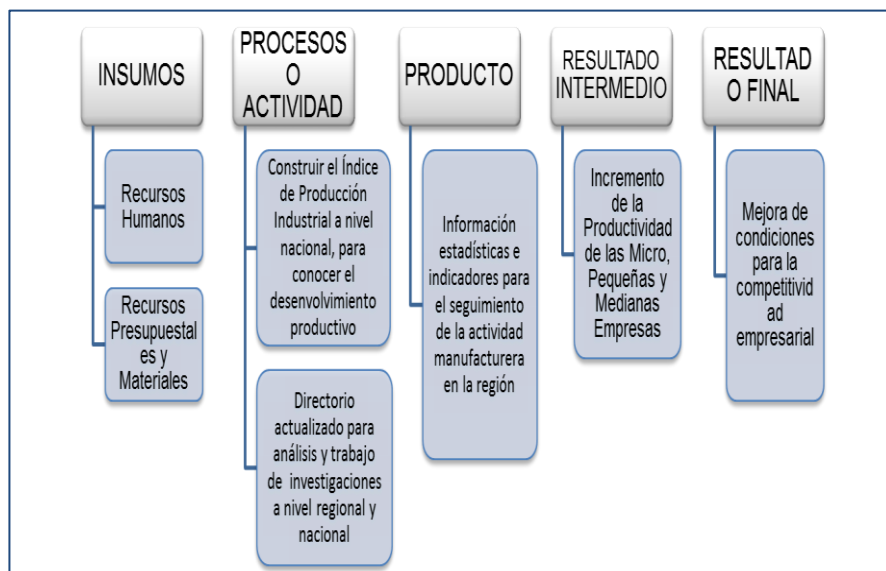 INSUMOS
Recursos
Humanos
Recursos
Presupuestal
es y
Materiales
PROCESOS
O
ACTIVIDAD
Construir el Índice
de Producción
Industrial a nivel
nacional, para
conocer el
desenvolvimiento
productivo
Directorio
actualizado para
análisis y trabajo
de investigaciones
a nivel regional y
nacional
PRODUCTO
Información
estadísticas e
indicadores para
el seguimiento
de la actividad
manufacturera
en la región
RESULTADO
INTERMEDIO
Incremento
de la
Productividad
de las Micro,
Pequeñas y
Medianas
Empresas
RESULTAD
O FINAL
Mejora de
condiciones
para la
competitivid
ad
empresarial